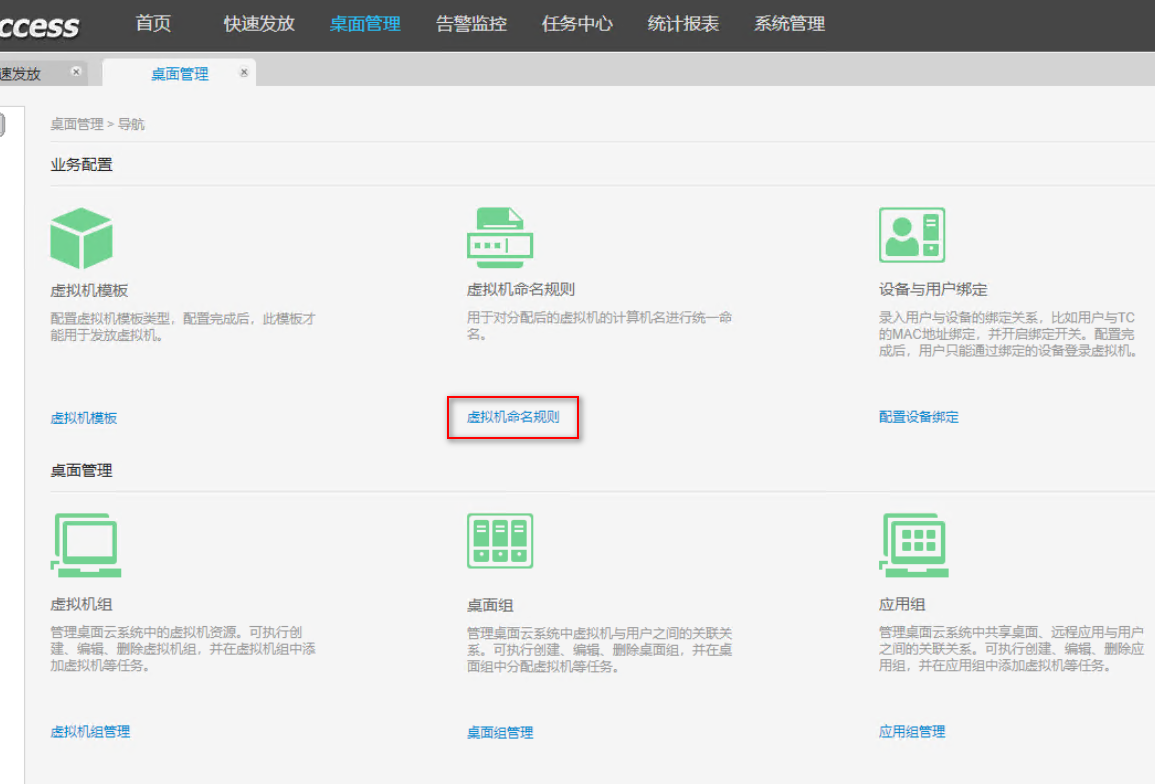 ccess 首页 快速发放 桌面管理 告警监控 任务中心 统计报表 系统管理
速发放 桌面管理
桌面管理 > 导航
业务配置
虚拟机模板
配置虚拟机模板类型，配置完成后，此模板才
能用于发放虚拟机。
虚拟机模板
虚拟机命名规则
用于对分配后的虚拟机的计算机名进行统一命
名。
虚拟机命名规则
设备与用户绑定
录入用户与设备的绑定关系，比如用户与TC
的MAC地址绑定，并开启绑定开关。配置完
成后，用户只能通过绑定的设备登录虚拟机。
配置设备绑定
桌面管理
虚拟机组
管理桌面云系统中的虚拟机资源。可执行创
建、编辑、删除虚拟机组，并在虚拟机组中添
加虚拟机等任务。
虚拟机组管理
桌面组
管理桌面云系统中虚拟机与用户之间的关联关
系。可执行创建、编辑、删除桌面组，并在桌
面组中分配虚拟机等任务。
桌面组管理
应用组
管理桌面云系统中共享桌面、远程应用与用户
之间的关联关系。可执行创建、编辑、删除应
用组，并在应用组中添加虚拟机等任务。
应用组管理